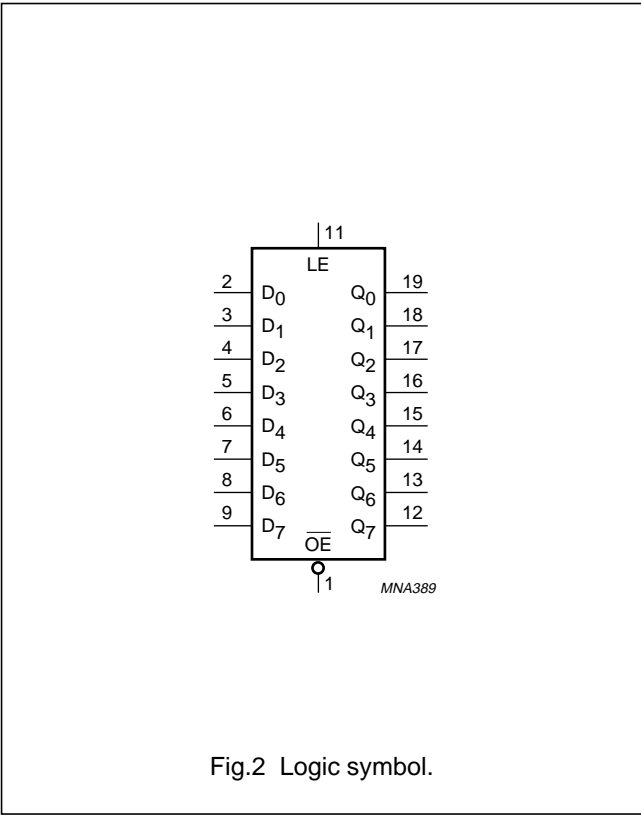 11
LE
2 D0 Q0 19
3 D1 Q1 18
4 D2 Q2 17
5 D3 Q3 16
6 D4 Q4 15
7 D5 Q5 14
8 D6 Q6 13
9 D7 Q7 12
O̅E̅
1
MNA389
Fig.2 Logic symbol.